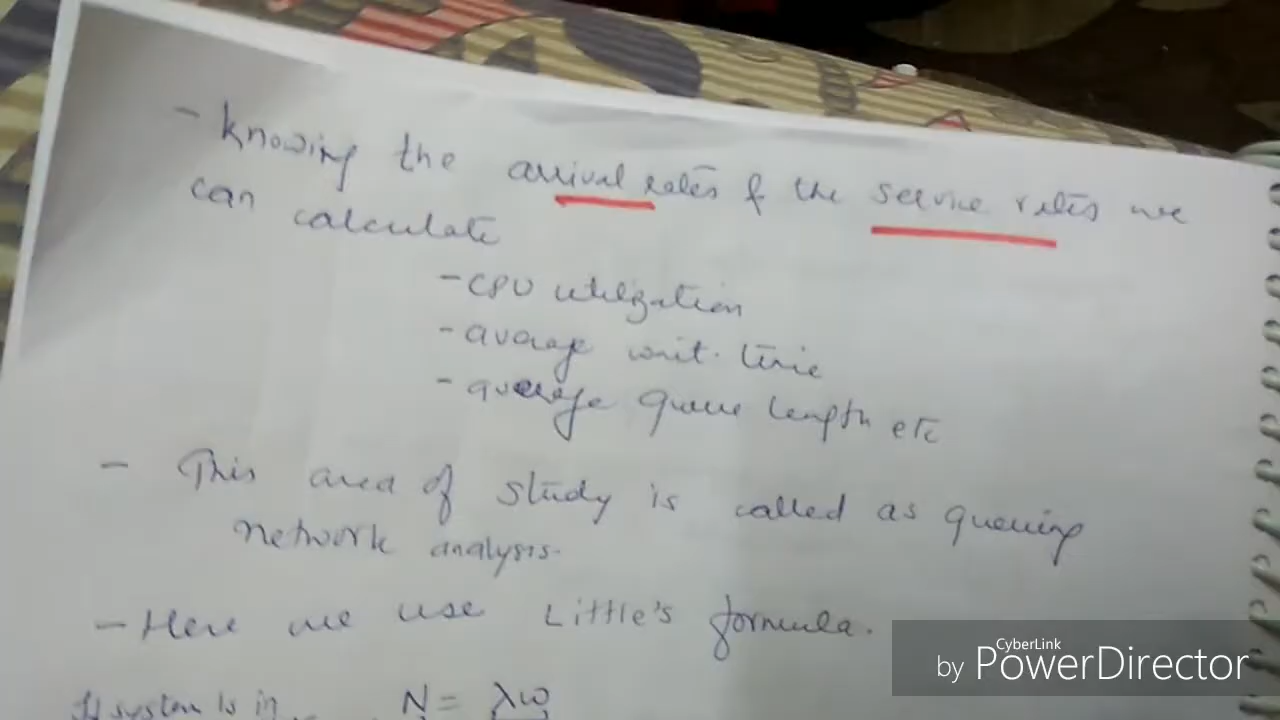 - Knowing the arrival rates & the service rates we
can calculate
- CPU utilization
- average wait time
- average queue length etc
- This area of study is called as queuing
network analysis.
- Here we use Little's formula.
If system is in N = λω
CyberLink
by PowerDirector